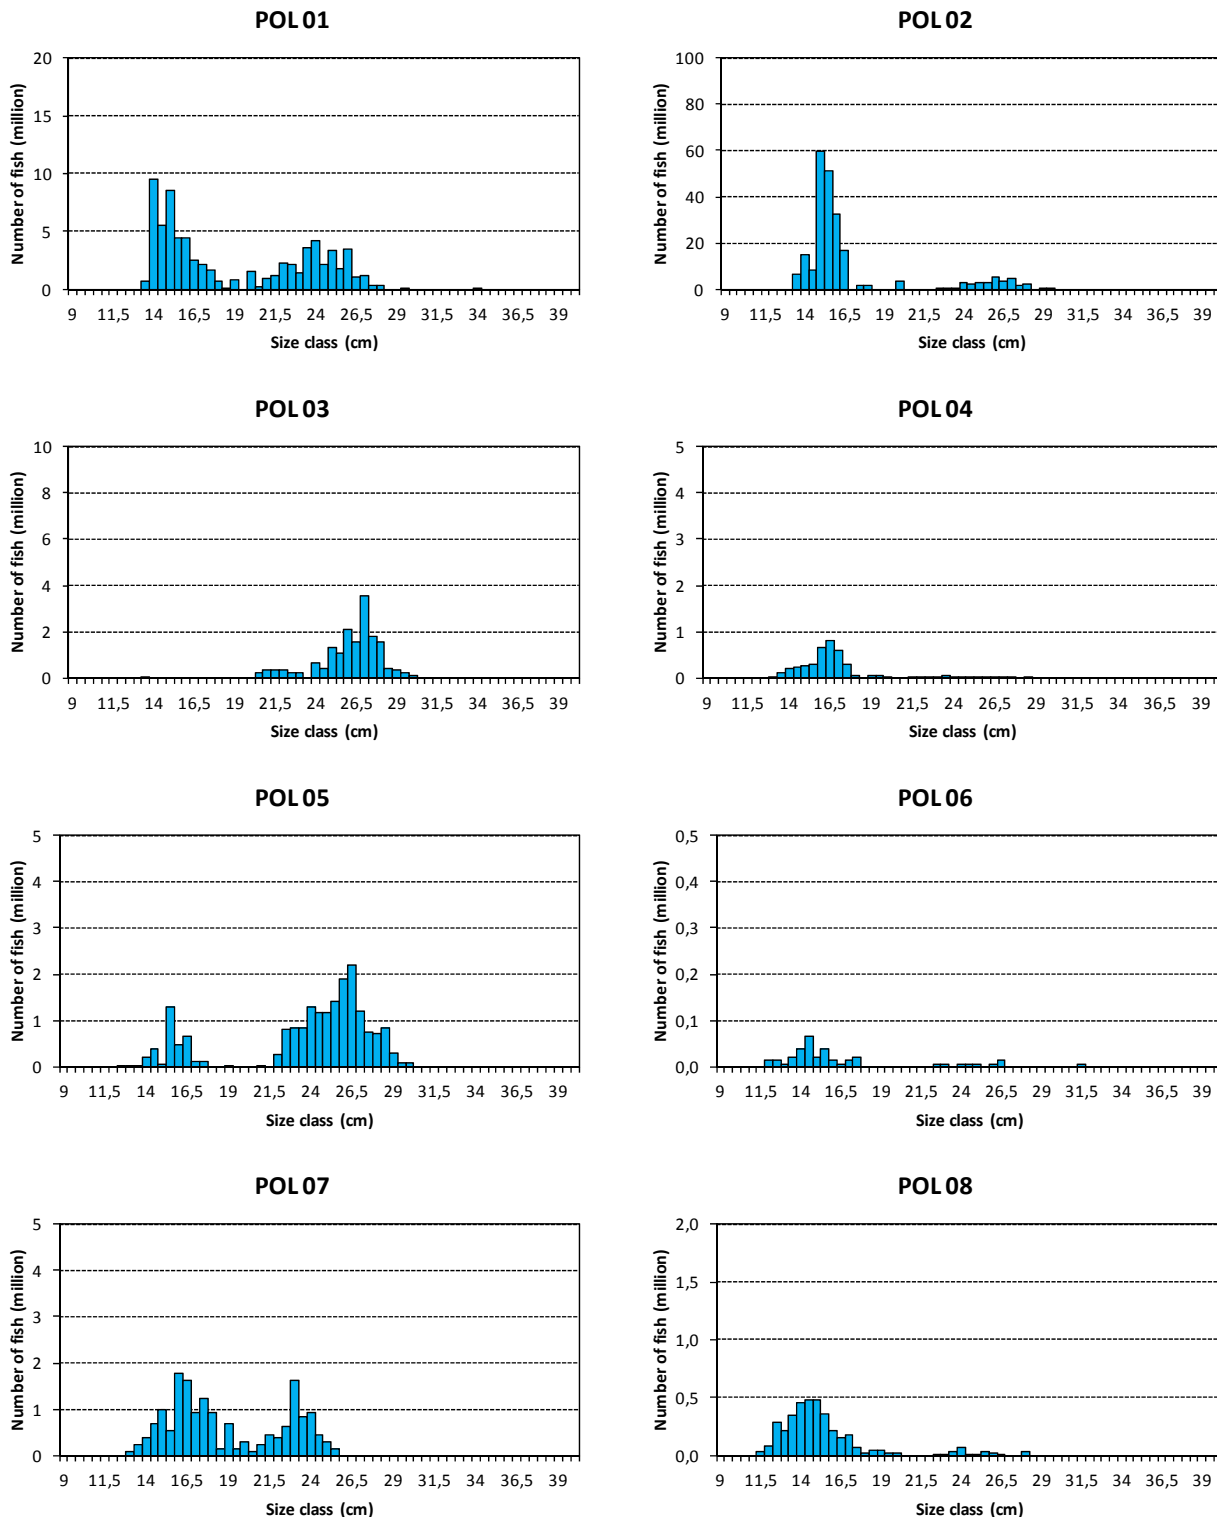 POL 01
20
15
10
5
0
Number of fish (million)
9 11,5 14 16,5 19 21,5 24 26,5 29 31,5 34 36,5 39
Size class (cm)
POL 02
100
80
60
40
20
0
Number of fish (million)
9 11,5 14 16,5 19 21,5 24 26,5 29 31,5 34 36,5 39
Size class (cm)
POL 03
10
8
6
4
2
0
Number of fish (million)
9 11,5 14 16,5 19 21,5 24 26,5 29 31,5 34 36,5 39
Size class (cm)
POL 04
5
4
3
2
1
0
Number of fish (million)
9 11,5 14 16,5 19 21,5 24 26,5 29 31,5 34 36,5 39
Size class (cm)
POL 05
5
4
3
2
1
0
Number of fish (million)
9 11,5 14 16,5 19 21,5 24 26,5 29 31,5 34 36,5 39
Size class (cm)
POL 06
0,5
0,4
0,3
0,2
0,1
0,0
Number of fish (million)
9 11,5 14 16,5 19 21,5 24 26,5 29 31,5 34 36,5 39
Size class (cm)
POL 07
5
4
3
2
1
0
Number of fish (million)
9 11,5 14 16,5 19 21,5 24 26,5 29 31,5 34 36,5 39
Size class (cm)
POL 08
2,0
1,5
1,0
0,5
0,0
Number of fish (million)
9 11,5 14 16,5 19 21,5 24 26,5 29 31,5 34 36,5 39
Size class (cm)